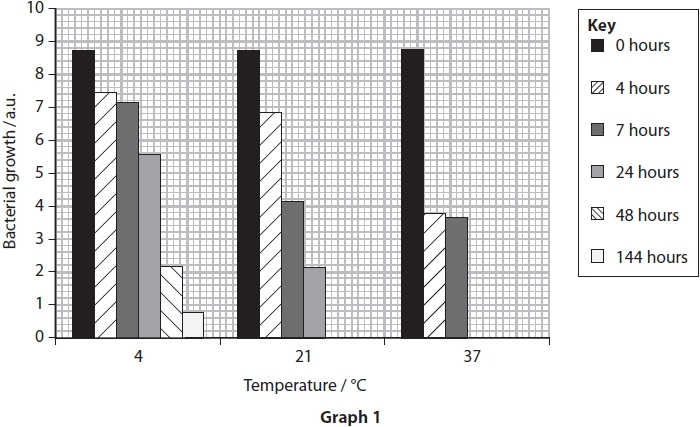 Bacterial growth / a.u.
10
9
8
7
6
5
4
3
2
1
0
4 21 37
Temperature / °C
Graph 1
Key
0 hours
4 hours
7 hours
24 hours
48 hours
144 hours